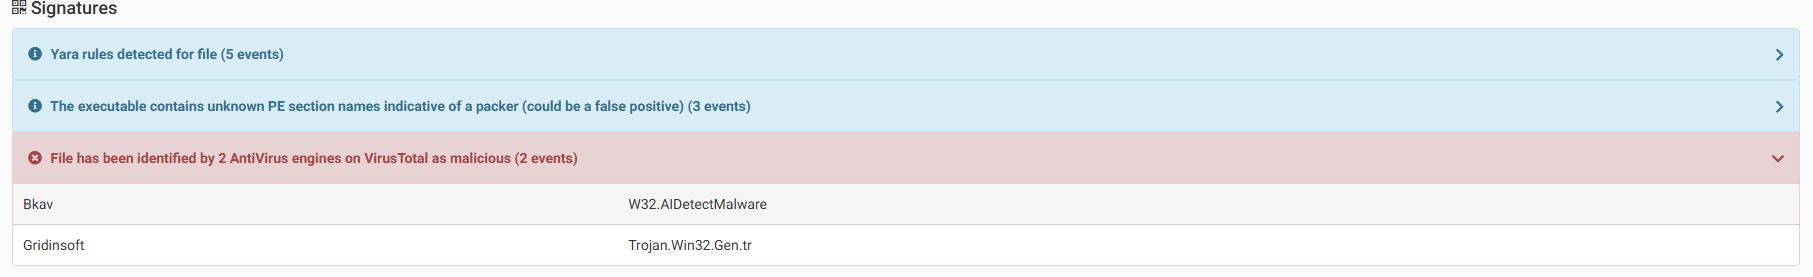 Signatures
Yara rules detected for file (5 events)
The executable contains unknown PE section names indicative of a packer (could be a false positive) (3 events)
File has been identified by 2 AntiVirus engines on VirusTotal as malicious (2 events)
Bkav W32.AIDetectMalware
Gridinsoft Trojan.Win32.Gen.tr